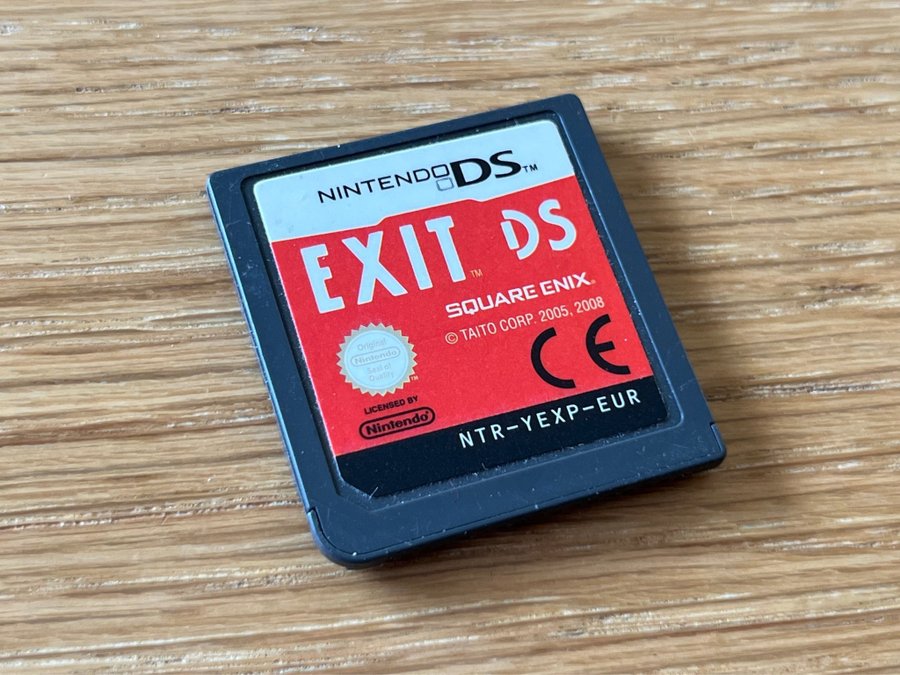 NINTENDO DS™
EXIT™ DS
SQUARE ENIX®
© TAITO CORP. 2005, 2008
Original
Nintendo
Seal of
Quality
™
CE
LICENSED BY
Nintendo®
NTR-YEXP-EUR